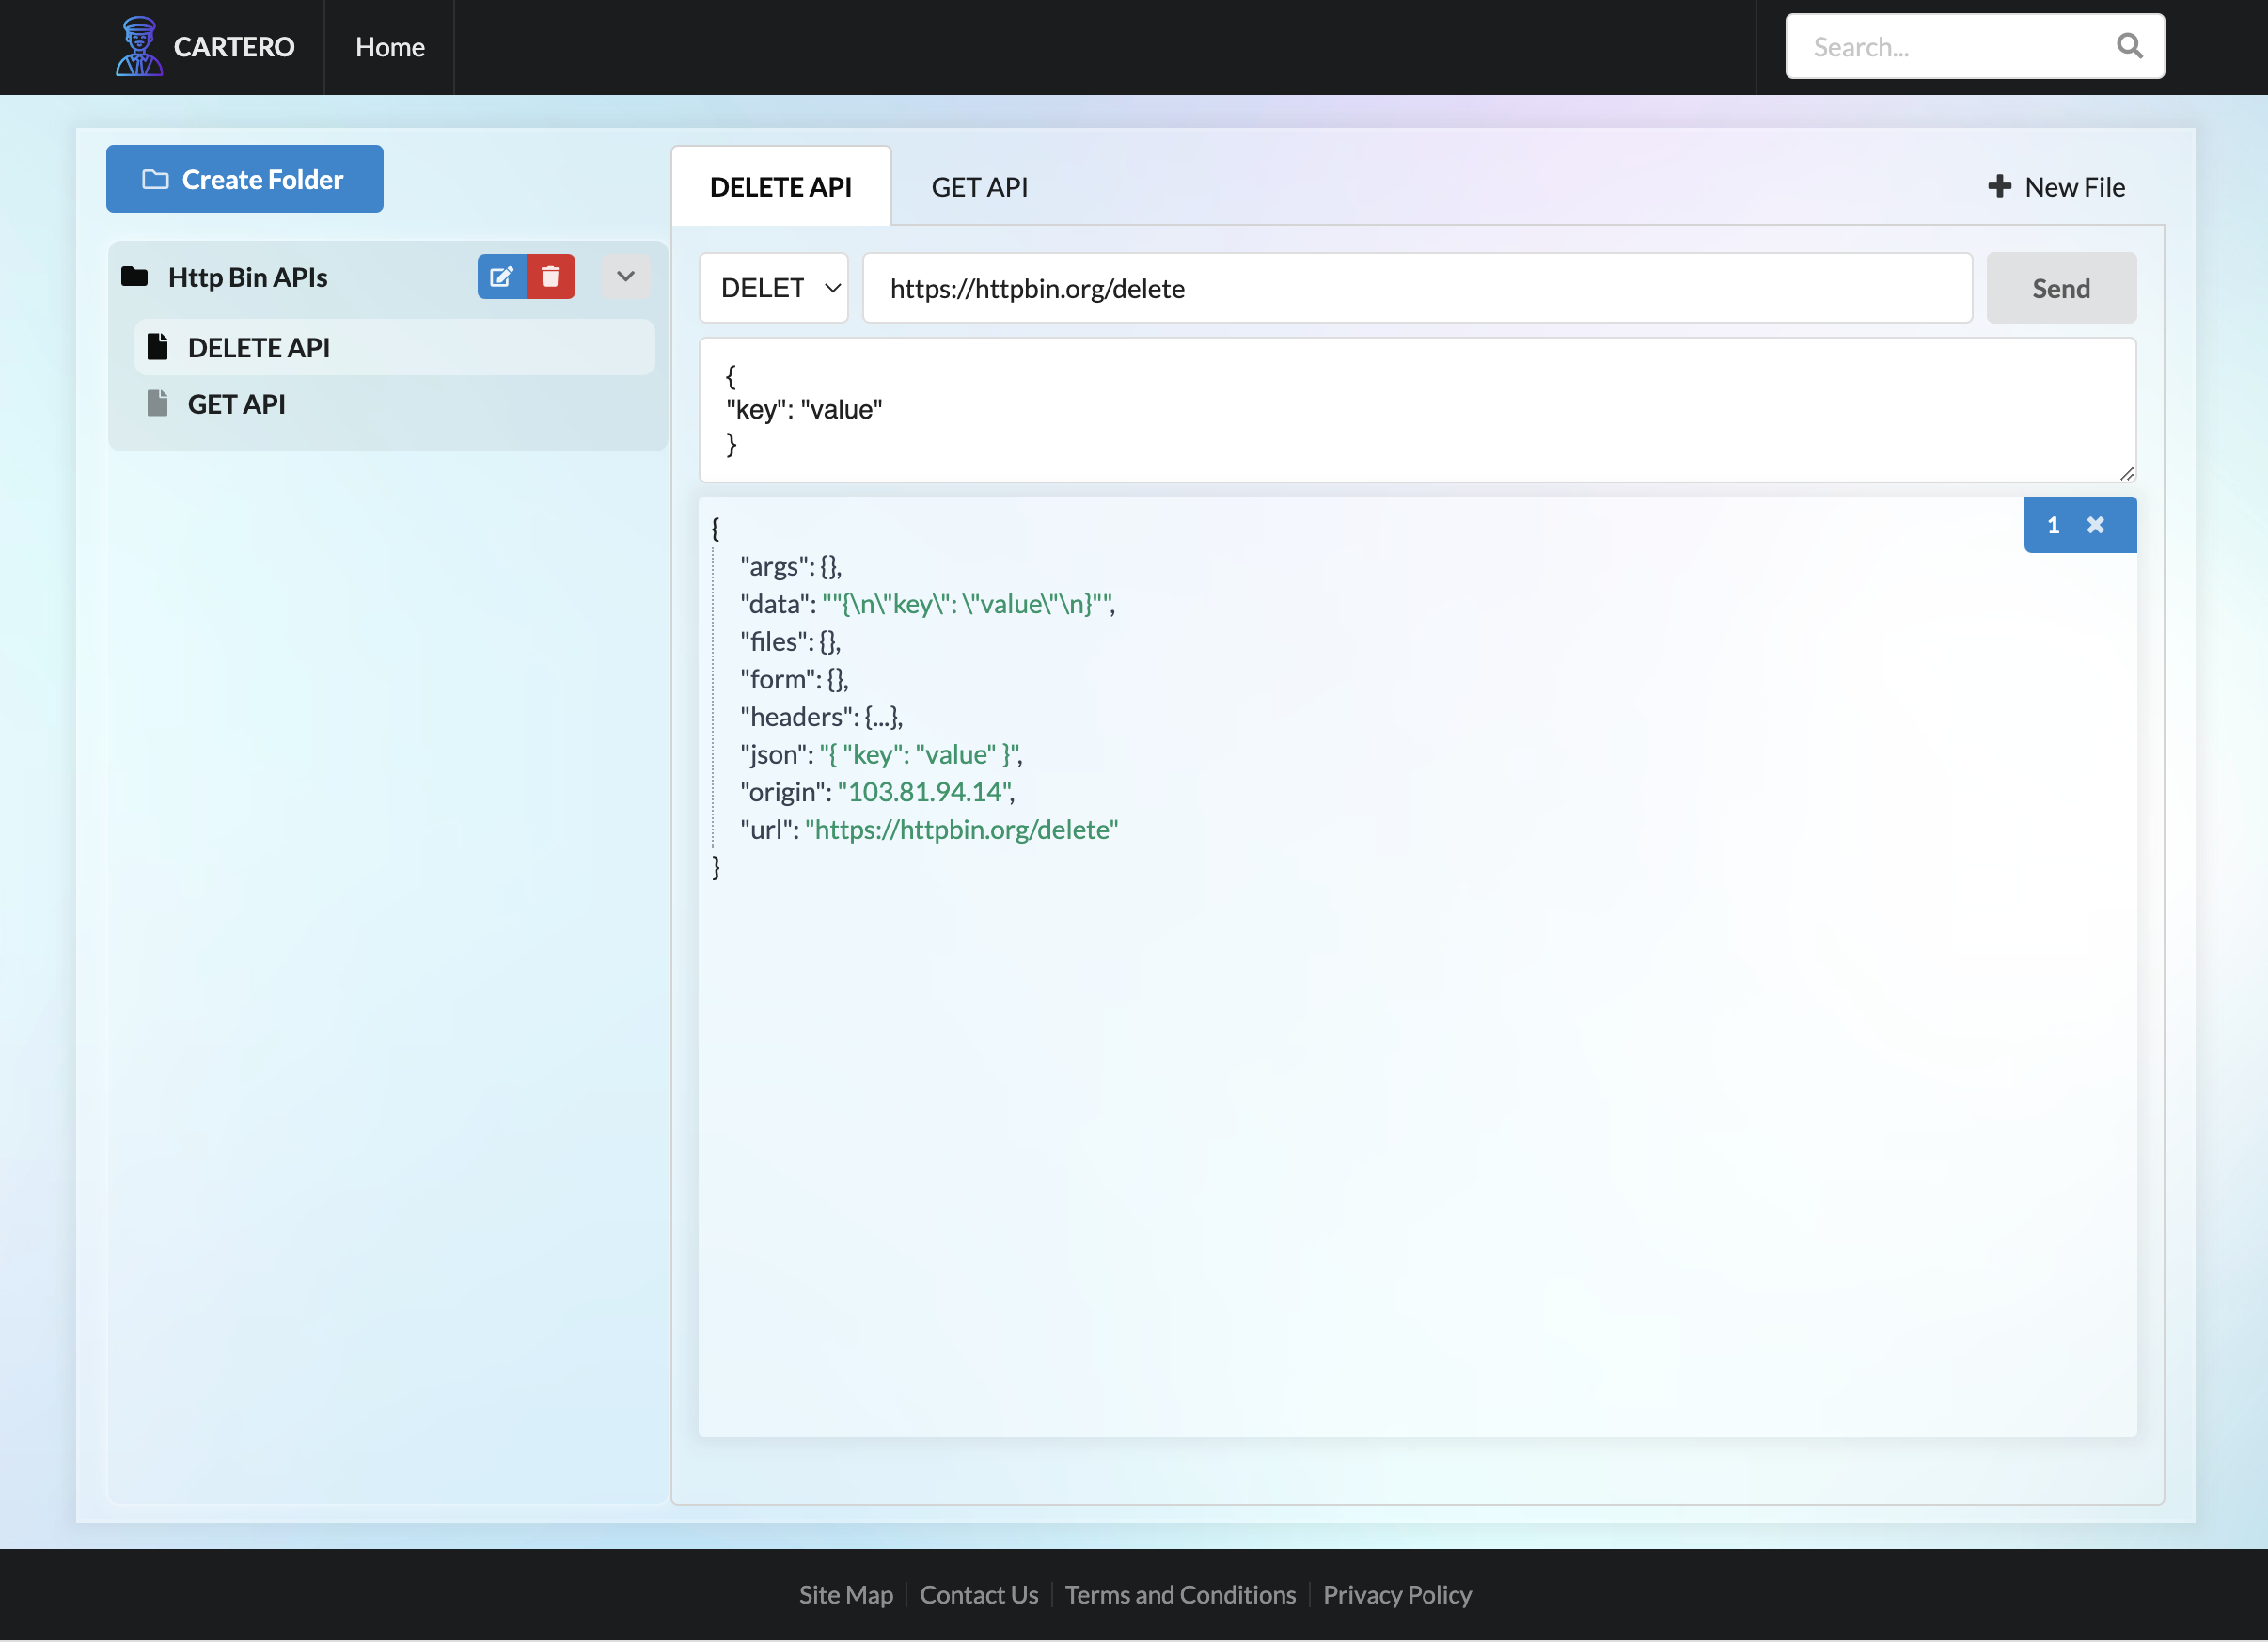 CARTERO
Home
Search...
Create Folder
Http Bin APIs
DELETE API
GET API
DELETE API
GET API
New File
DELET
https://httpbin.org/delete
Send
{
"key": "value"
}
1
{
"args": {},
"data": ""{\n\"key\": \"value\"\n}"",
"files": {},
"form": {},
"headers": {...},
"json": "{ "key": "value" }",
"origin": "103.81.94.14",
"url": "https://httpbin.org/delete"
}
Site Map
Contact Us
Terms and Conditions
Privacy Policy